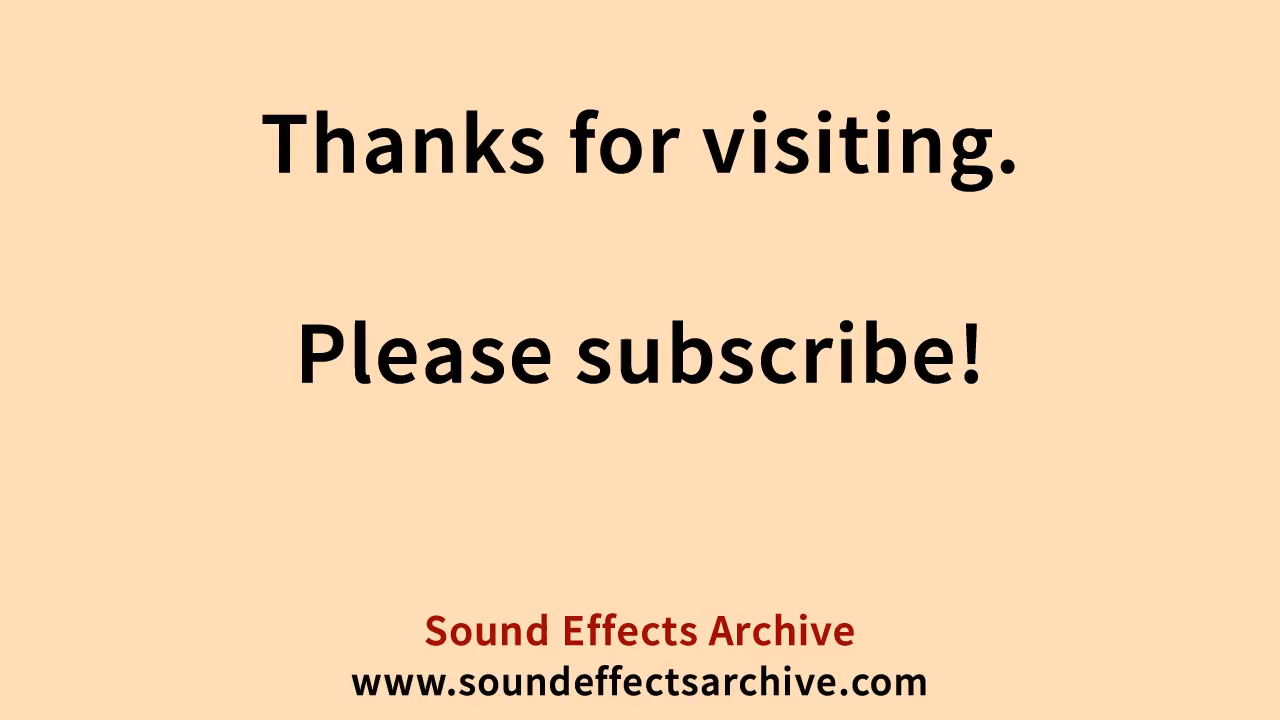 Thanks for visiting.
Please subscribe!
Sound Effects Archive
www.soundeffectsarchive.com